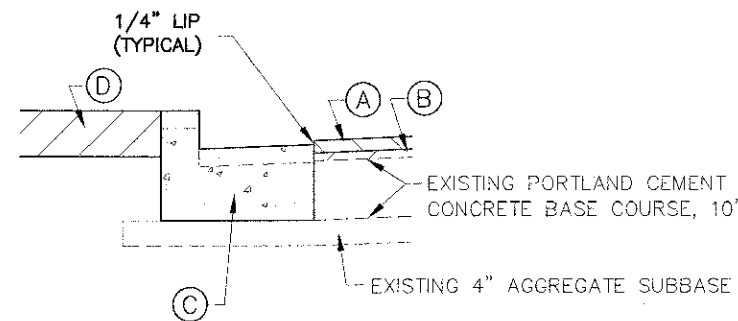 1/4" LIP
(TYPICAL)
D
A
B
EXISTING PORTLAND CEMENT
CONCRETE BASE COURSE, 10'
EXISTING 4" AGGREGATE SUBBASE
C